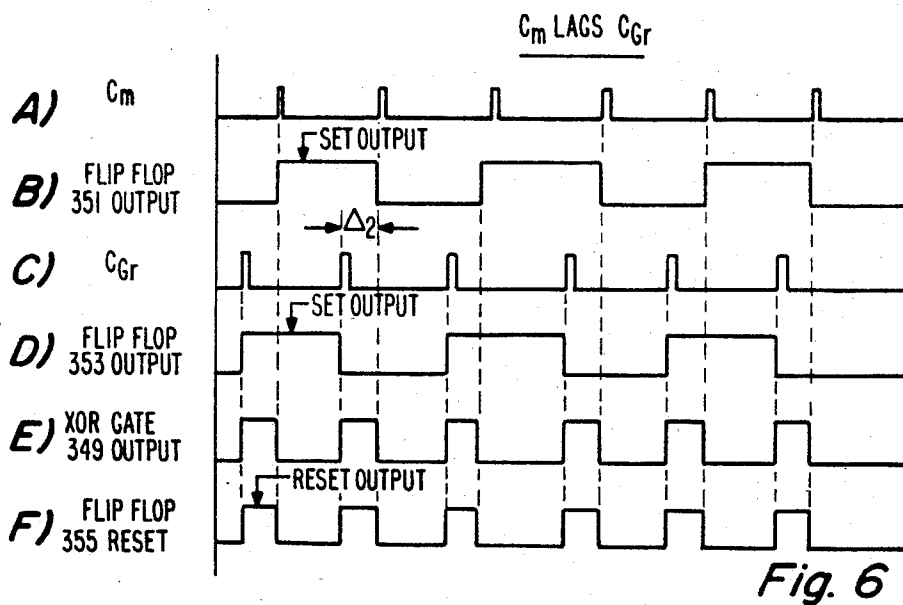 Cm LAGS CGr
A) Cm
SET OUTPUT
B) FLIP FLOP
351 OUTPUT
Δ2
C) CGr
SET OUTPUT
D) FLIP FLOP
353 OUTPUT
E) XOR GATE
349 OUTPUT
RESET OUTPUT
F) FLIP FLOP
355 RESET
Fig. 6